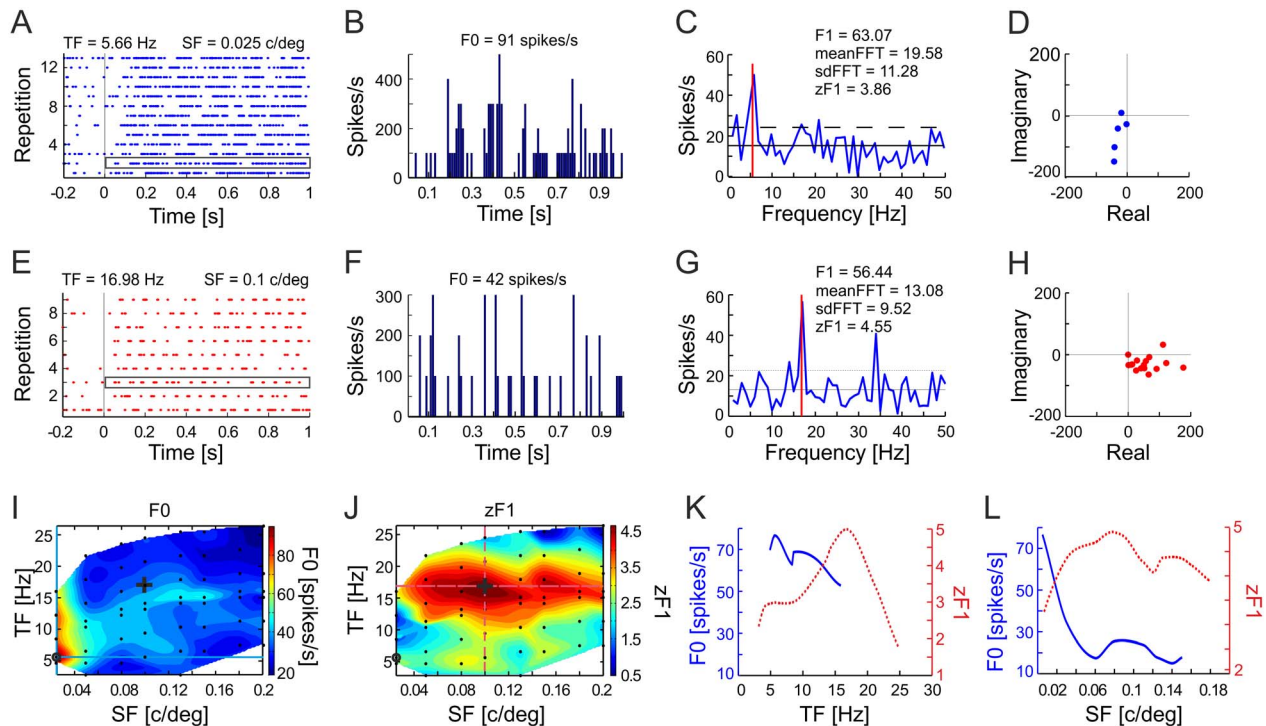 A
TF = 5.66 Hz SF = 0.025 c/deg
Repetition
12
8
4
-0.2 0 0.2 0.4 0.6 0.8 1
Time [s]
B
F0 = 91 spikes/s
Spikes/s
400
200
0
0.1 0.3 0.5 0.7 0.9
Time [s]
C
F1 = 63.07
meanFFT = 19.58
sdFFT = 11.28
zF1 = 3.86
Spikes/s
60
40
20
0
0 10 20 30 40 50
Frequency [Hz]
D
Imaginary
200
0
-200
-200 0 200
Real
E
TF = 16.98 Hz SF = 0.1 c/deg
Repetition
8
6
4
2
-0.2 0 0.2 0.4 0.6 0.8 1
Time [s]
F
F0 = 42 spikes/s
Spikes/s
300
200
100
0
0.1 0.3 0.5 0.7 0.9
Time [s]
G
F1 = 56.44
meanFFT = 13.08
sdFFT = 9.52
zF1 = 4.55
Spikes/s
60
40
20
0
0 10 20 30 40 50
Frequency [Hz]
H
Imaginary
200
0
-200
-200 0 200
Real
I
F0
TF [Hz]
25
20
15
10
5
0.04 0.12 0.2
SF [c/deg]
80
60
40
20
F0 [spikes/s]
J
zF1
TF [Hz]
25
20
15
10
5
0.04 0.12 0.2
SF [c/deg]
4.5
3.5
2.5
1.5
0.5
zF1
K
F0 [spikes/s]
70
50
30
10
0 5 10 15 20 25 30
TF [Hz]
5
4
3
2
1
zF1
L
F0 [spikes/s]
70
50
30
10
0.02 0.06 0.1 0.14 0.18
SF [c/deg]
5
2
zF1